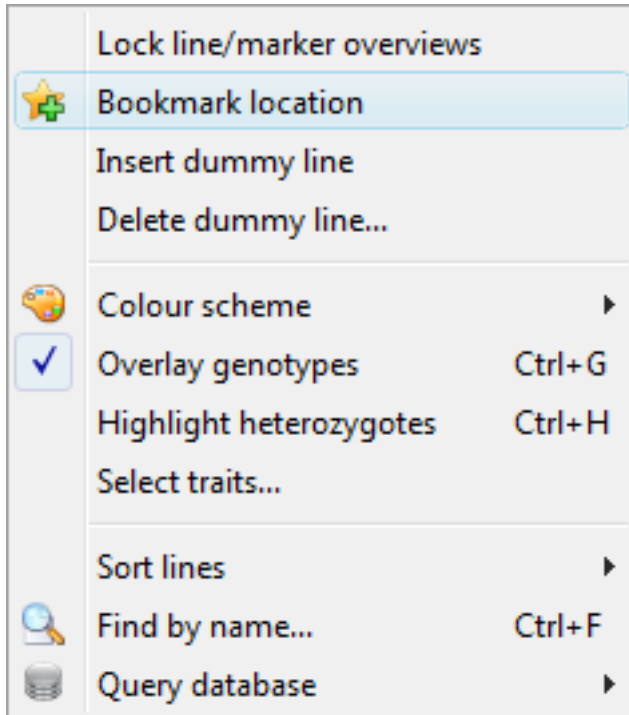 Lock line/marker overviews
Bookmark location
Insert dummy line
Delete dummy line...
Colour scheme
Overlay genotypes Ctrl+G
Highlight heterozygotes Ctrl+H
Select traits...
Sort lines
Find by name... Ctrl+F
Query database